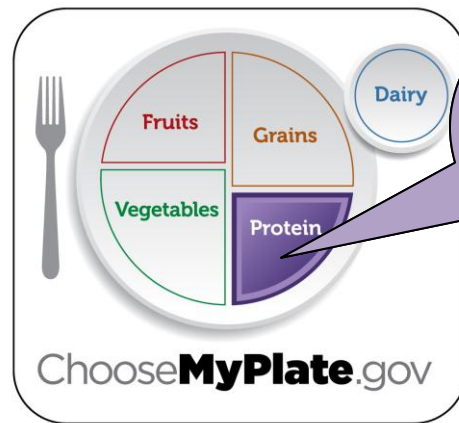 Dairy
Fruits
Grains
Vegetables
Protein
ChooseMyPlate.gov